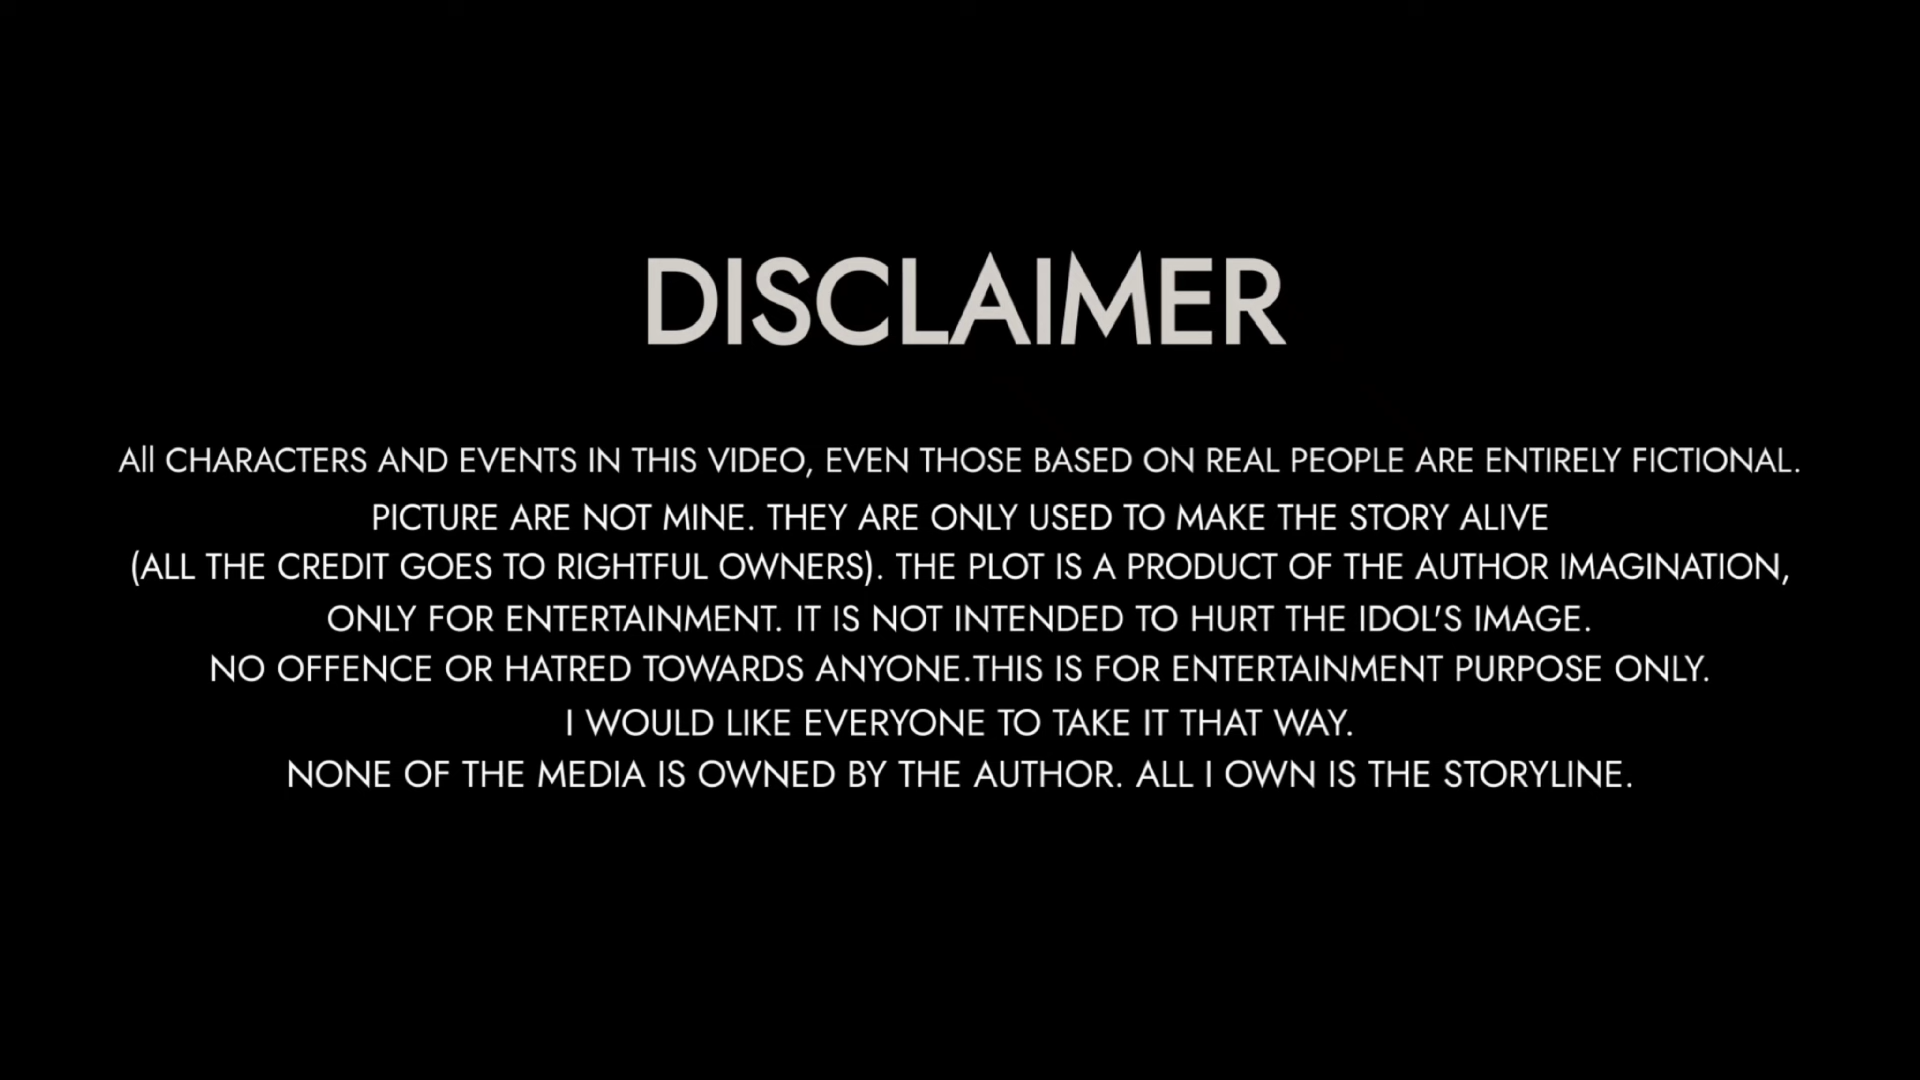 DISCLAIMER
All CHARACTERS AND EVENTS IN THIS VIDEO, EVEN THOSE BASED ON REAL PEOPLE ARE ENTIRELY FICTIONAL.
PICTURE ARE NOT MINE. THEY ARE ONLY USED TO MAKE THE STORY ALIVE
(ALL THE CREDIT GOES TO RIGHTFUL OWNERS). THE PLOT IS A PRODUCT OF THE AUTHOR IMAGINATION,
ONLY FOR ENTERTAINMENT. IT IS NOT INTENDED TO HURT THE IDOL'S IMAGE.
NO OFFENCE OR HATRED TOWARDS ANYONE.THIS IS FOR ENTERTAINMENT PURPOSE ONLY.
I WOULD LIKE EVERYONE TO TAKE IT THAT WAY.
NONE OF THE MEDIA IS OWNED BY THE AUTHOR. ALL I OWN IS THE STORYLINE.